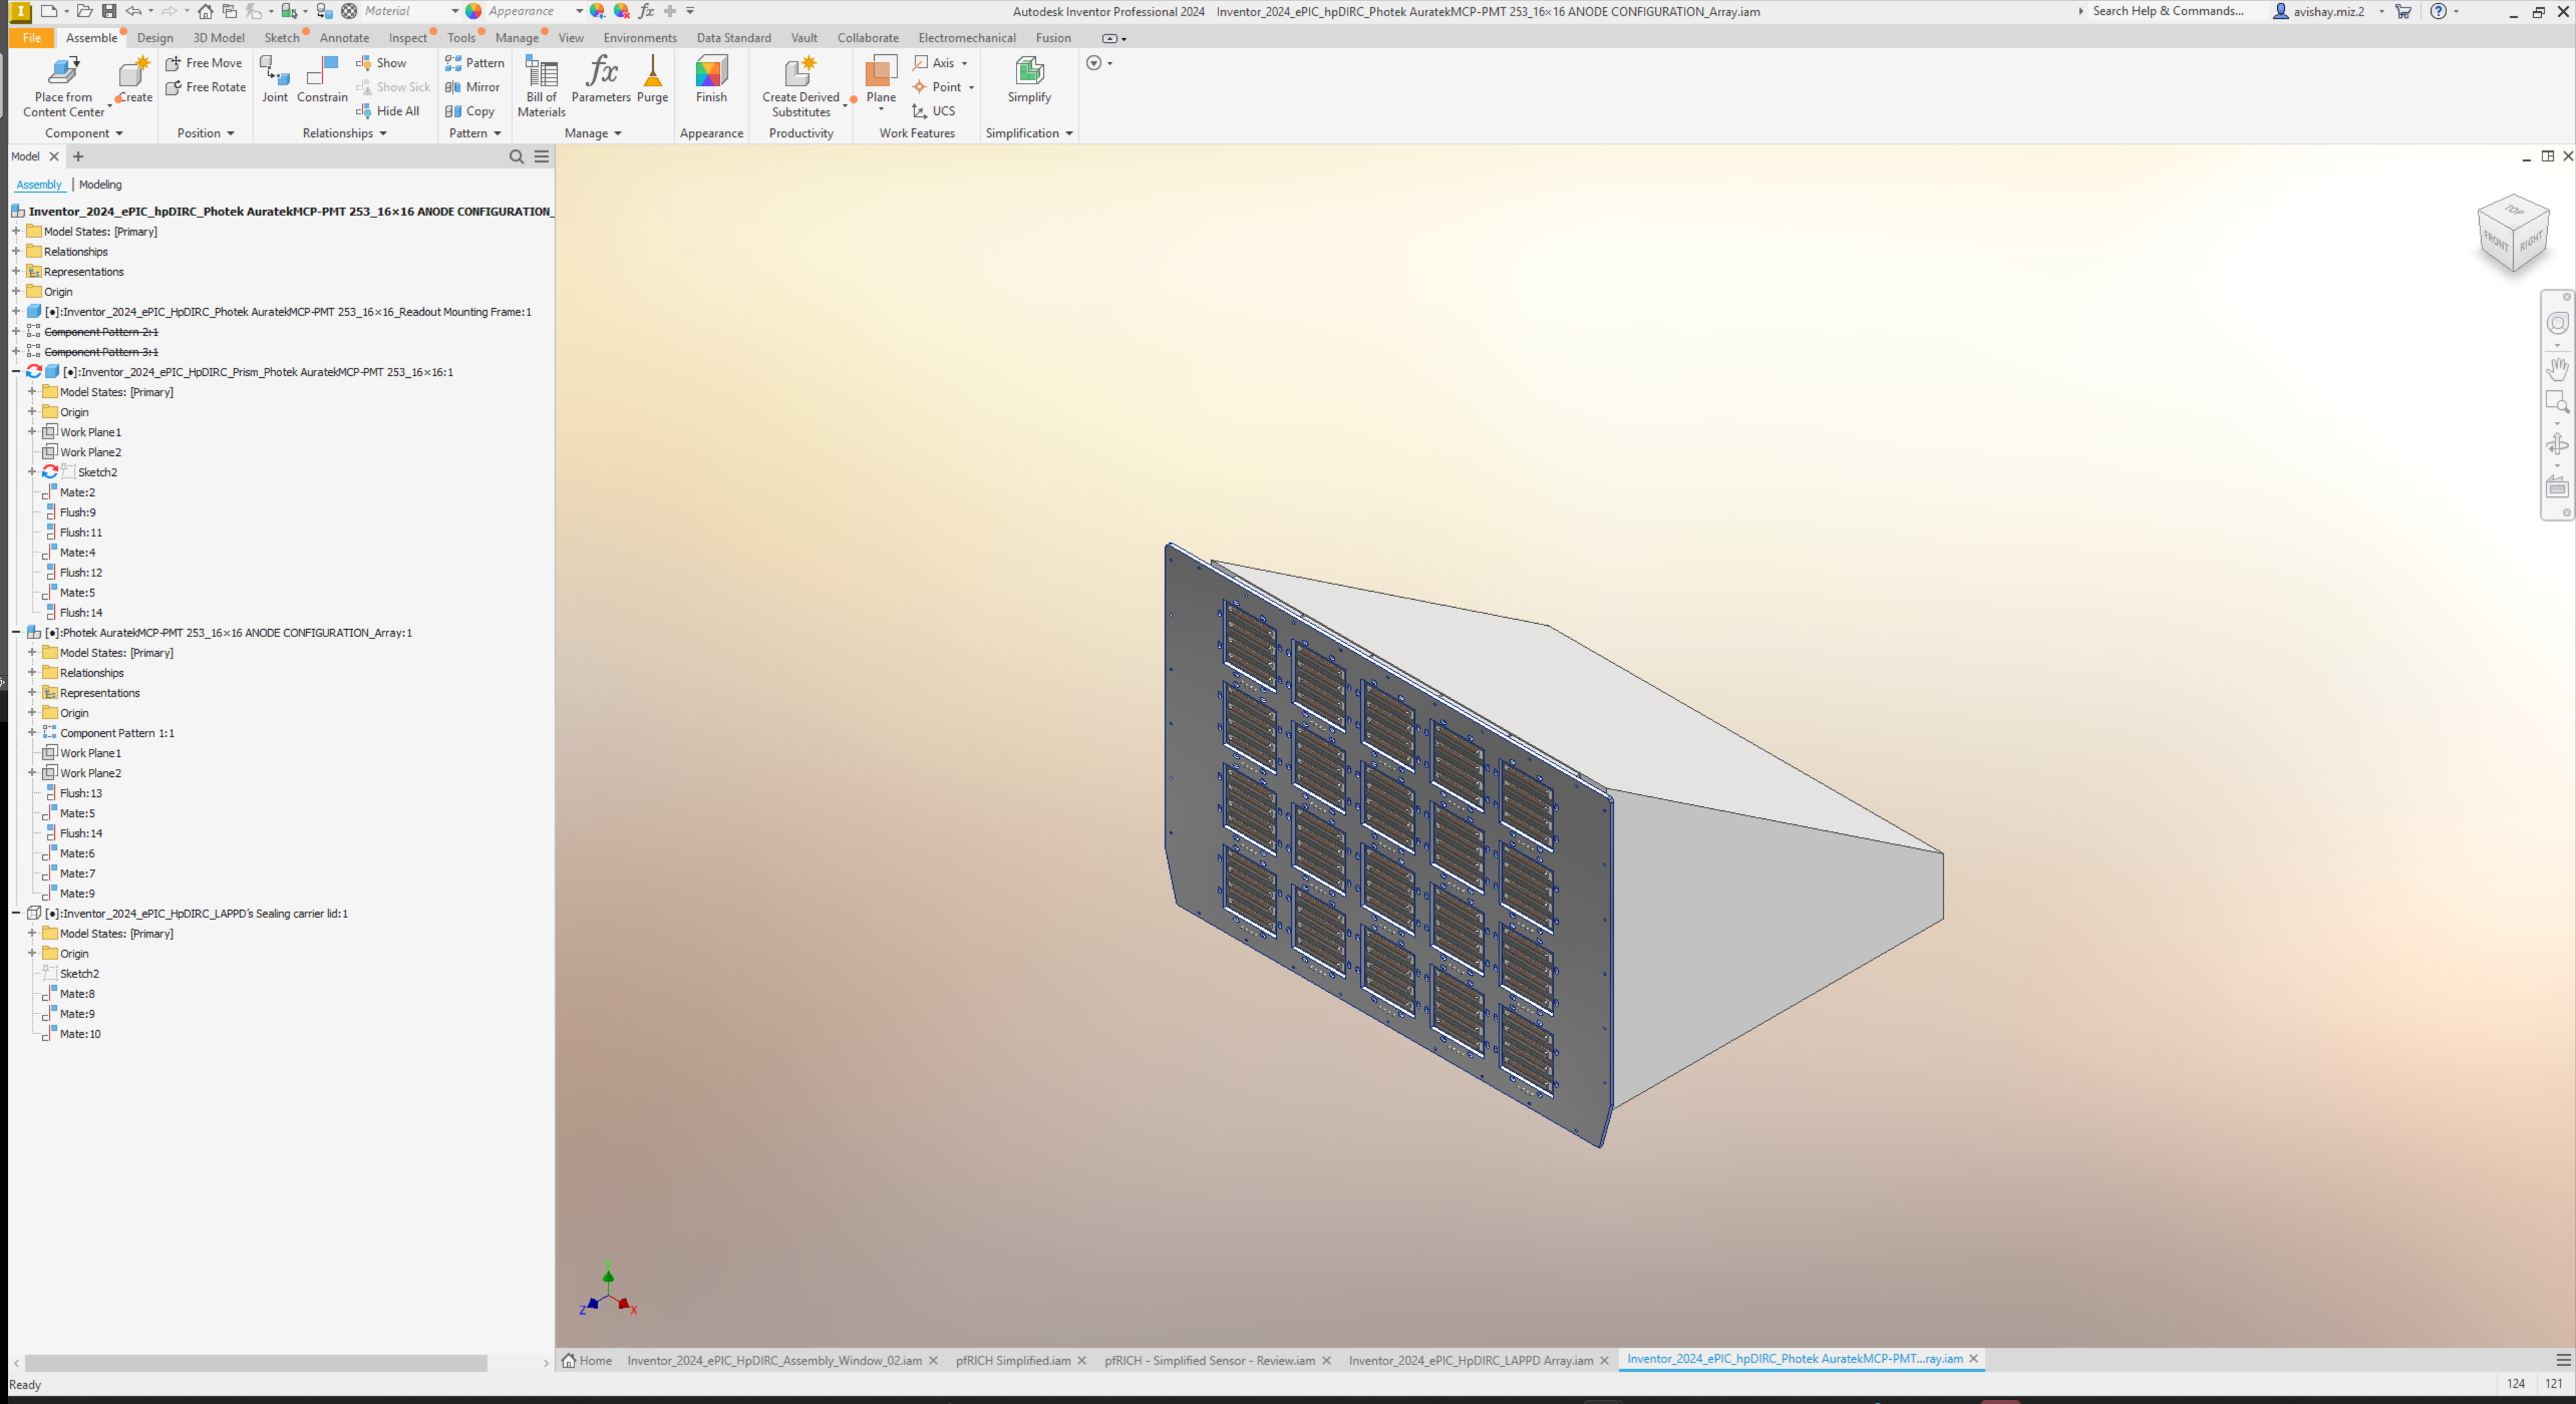 Material
Appearance
Autodesk Inventor Professional 2024 Inventor_2024_ePIC_hpDIRC_Photek AuratekMCP-PMT 253_16×16 ANODE CONFIGURATION_Array.iam
Search Help & Commands...
avishay.miz.2
File Assemble Design 3D Model Sketch Annotate Inspect Tools Manage View Environments Data Standard Vault Collaborate Electromechanical Fusion
Place from
Content Center
Create
Free Move
Free Rotate
Joint
Constrain
Show
Show Sick
Hide All
Pattern
Mirror
Copy
Bill of
Materials
Parameters
Purge
Finish
Create Derived
Substitutes
Plane
Axis
Point
UCS
Simplify
Component
Position
Relationships
Pattern
Manage
Appearance
Productivity
Work Features
Simplification
Model
Assembly | Modeling
Inventor_2024_ePIC_hpDIRC_Photek AuratekMCP-PMT 253_16×16 ANODE CONFIGURATION_
Model States: [Primary]
Relationships
Representations
Origin
[•]:Inventor_2024_ePIC_HpDIRC_Photek AuratekMCP-PMT 253_16×16_Readout Mounting Frame:1
Component Pattern 2:1
Component Pattern 3:1
[•]:Inventor_2024_ePIC_HpDIRC_Prism_Photek AuratekMCP-PMT 253_16×16:1
Model States: [Primary]
Origin
Work Plane1
Work Plane2
Sketch2
Mate:2
Flush:9
Flush:11
Mate:4
Flush:12
Mate:5
Flush:14
[•]:Photek AuratekMCP-PMT 253_16×16 ANODE CONFIGURATION_Array:1
Model States: [Primary]
Relationships
Representations
Origin
Component Pattern 1:1
Work Plane1
Work Plane2
Flush:13
Mate:5
Flush:14
Mate:6
Mate:7
Mate:9
[•]:Inventor_2024_ePIC_HpDIRC_LAPPD's Sealing carrier lid:1
Model States: [Primary]
Origin
Sketch2
Mate:8
Mate:9
Mate:10
TOP
FRONT
RIGHT
Y
Z
X
Home
Inventor_2024_ePIC_HpDIRC_Assembly_Window_02.iam
pfRICH Simplified.iam
pfRICH - Simplified Sensor - Review.iam
Inventor_2024_ePIC_HpDIRC_LAPPD Array.iam
Inventor_2024_ePIC_hpDIRC_Photek AuratekMCP-PMT...ray.iam
Ready
124 121